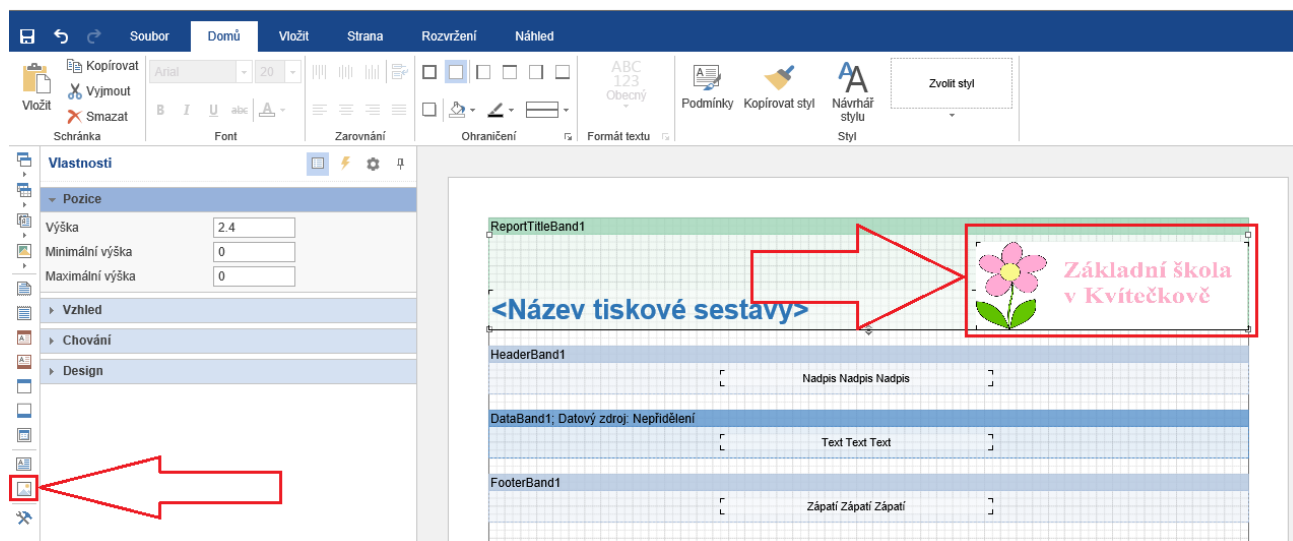 Soubor Domů Vložit Strana Rozvržení Náhled
Vložit
Kopírovat
Vyjmout
Smazat
Schránka
Arial 20
B I U abc A
Font
Zarovnání
Ohraničení
ABC
123
Obecný
Formát textu
Podmínky
Kopírovat styl
Návrhář
stylu
Zvolit styl
Styl
Vlastnosti
Pozice
Výška 2.4
Minimální výška 0
Maximální výška 0
Vzhled
Chování
Design
ReportTitleBand1
Základní škola
v Kvítečkově
<Název tiskové sestavy>
HeaderBand1
Nadpis Nadpis Nadpis
DataBand1; Datový zdroj: Nepřidělení
Text Text Text
FooterBand1
Zápatí Zápatí Zápatí